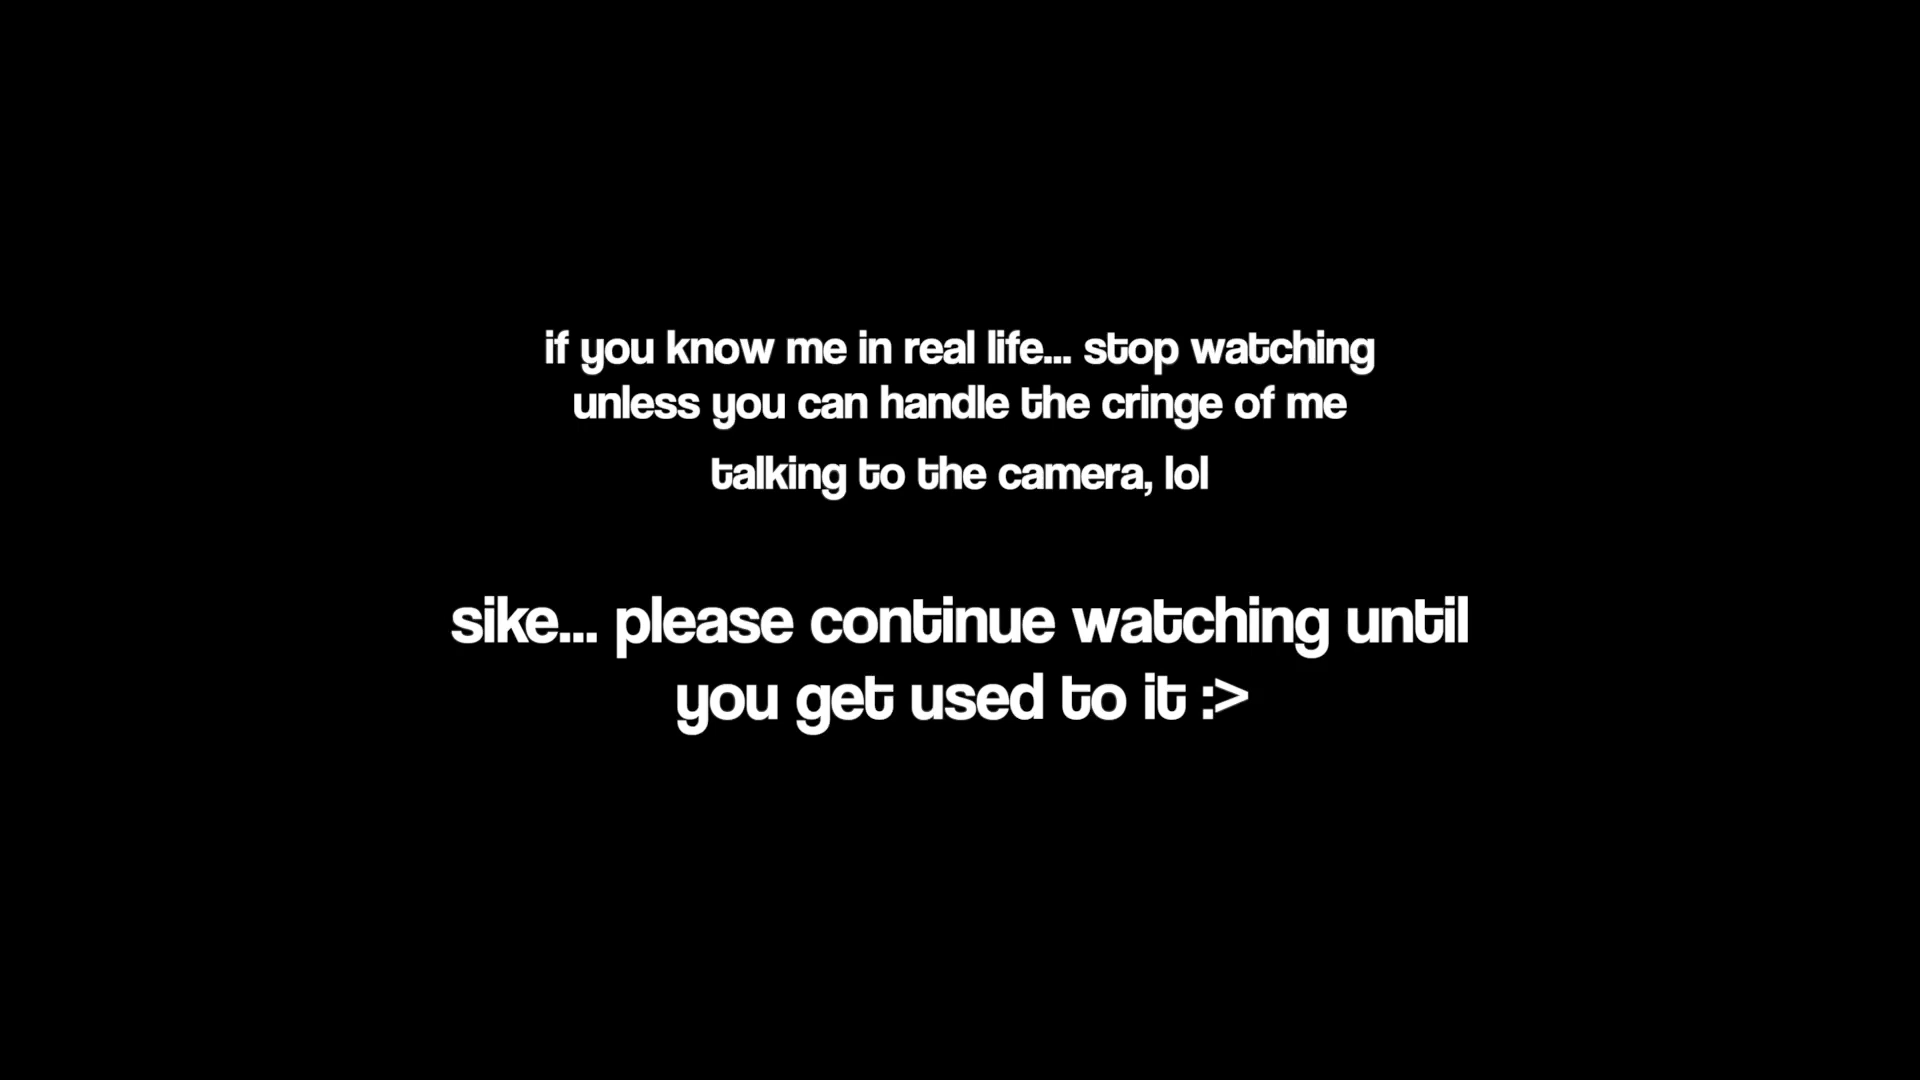 if you know me in real life... stop watching
unless you can handle the cringe of me
talking to the camera, lol
sike... please continue watching until
you get used to it :>